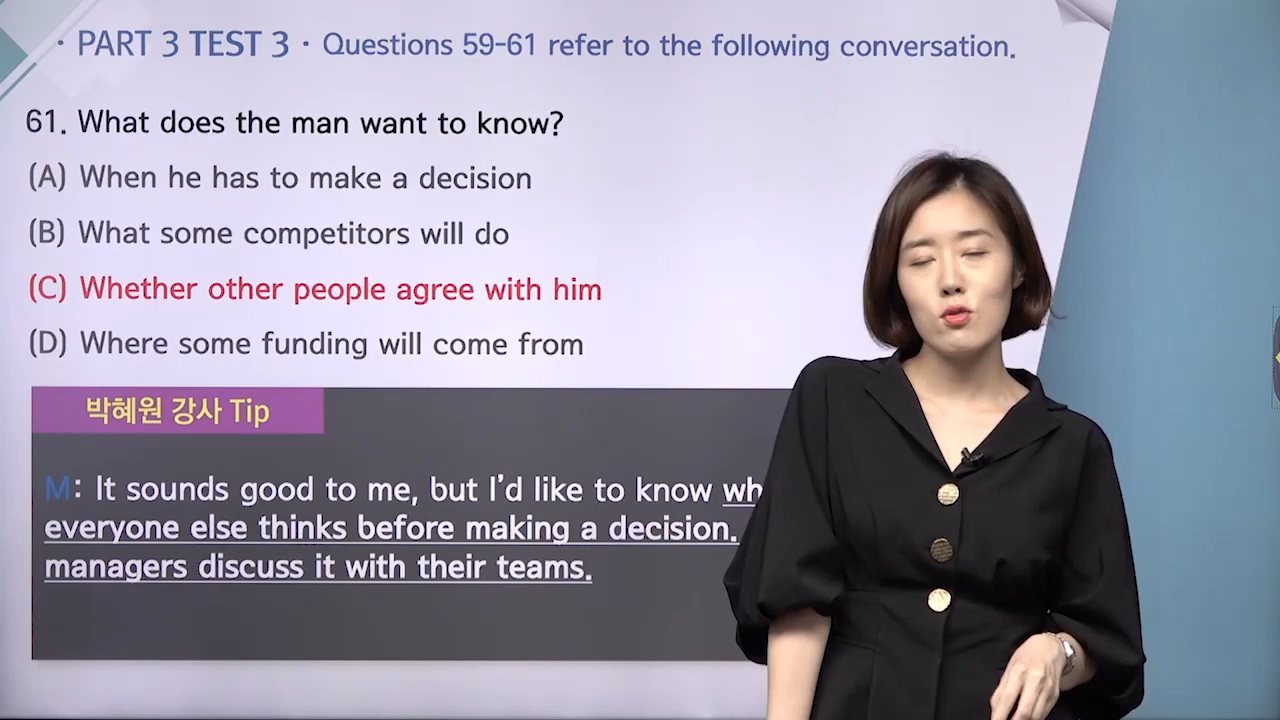 · PART 3 TEST 3 · Questions 59-61 refer to the following conversation.
61. What does the man want to know?
(A) When he has to make a decision
(B) What some competitors will do
(C) Whether other people agree with him
(D) Where some funding will come from
박혜원 강사 Tip
M: It sounds good to me, but I'd like to know
everyone else thinks before making a decision.
managers discuss it with their teams.